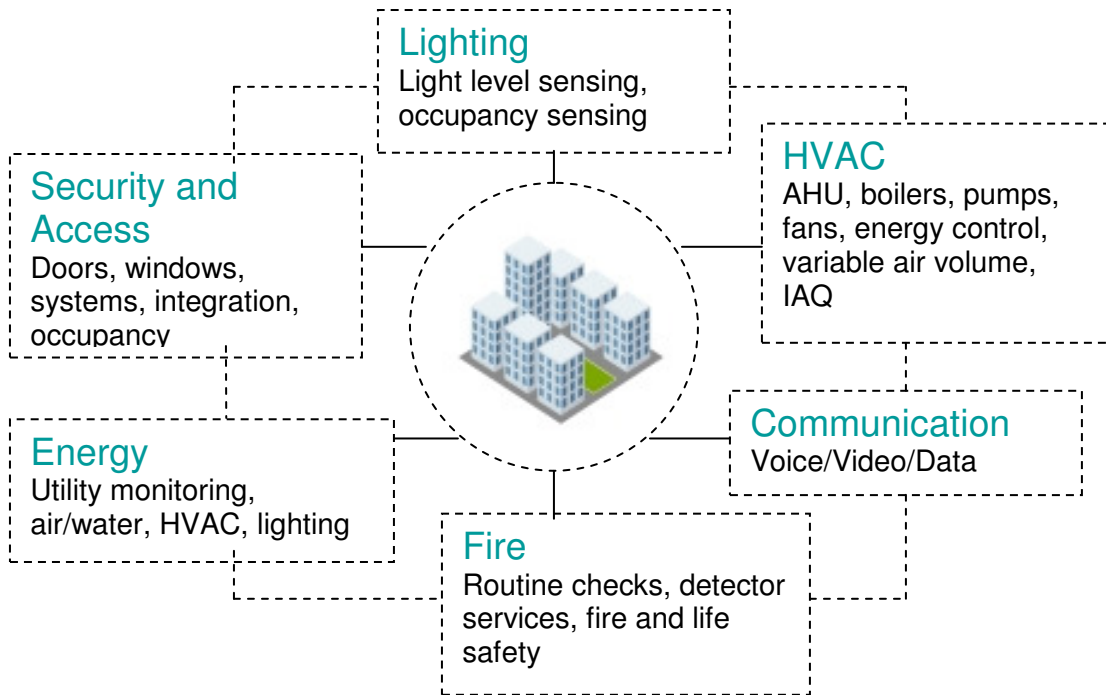 Lighting
Light level sensing,
occupancy sensing
HVAC
AHU, boilers, pumps,
fans, energy control,
variable air volume,
IAQ
Security and
Access
Doors, windows,
systems, integration,
occupancy
Communication
Voice/Video/Data
Energy
Utility monitoring,
air/water, HVAC, lighting
Fire
Routine checks, detector
services, fire and life
safety